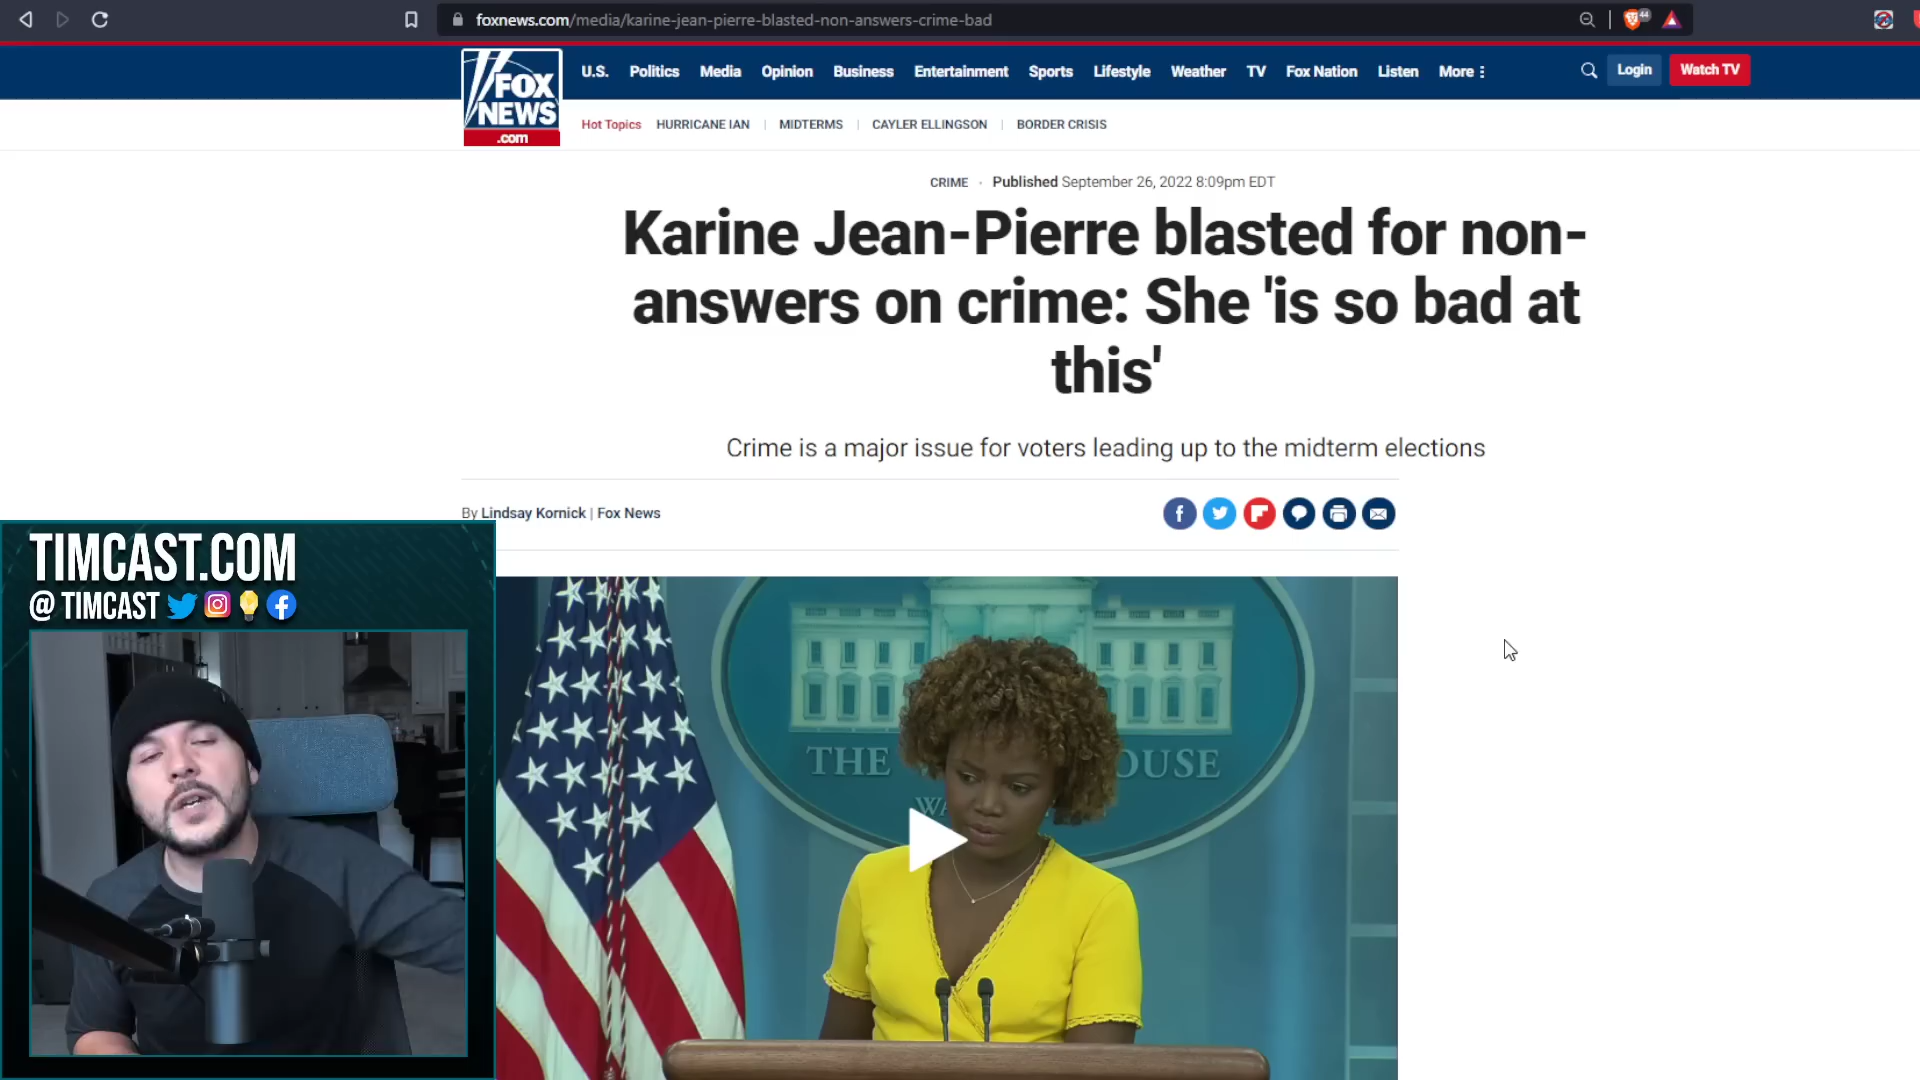 foxnews.com/media/karine-jean-pierre-blasted-non-answers-crime-bad
44
FOX
NEWS
.com
U.S. Politics Media Opinion Business Entertainment Sports Lifestyle Weather TV Fox Nation Listen More
Login
Watch TV
Hot Topics HURRICANE IAN | MIDTERMS | CAYLER ELLINGSON | BORDER CRISIS
CRIME · Published September 26, 2022 8:09pm EDT
Karine Jean-Pierre blasted for non-
answers on crime: She 'is so bad at
this'
Crime is a major issue for voters leading up to the midterm elections
By Lindsay Kornick | Fox News
TIMCAST.COM
@TIMCAST
THE
OUSE
WA